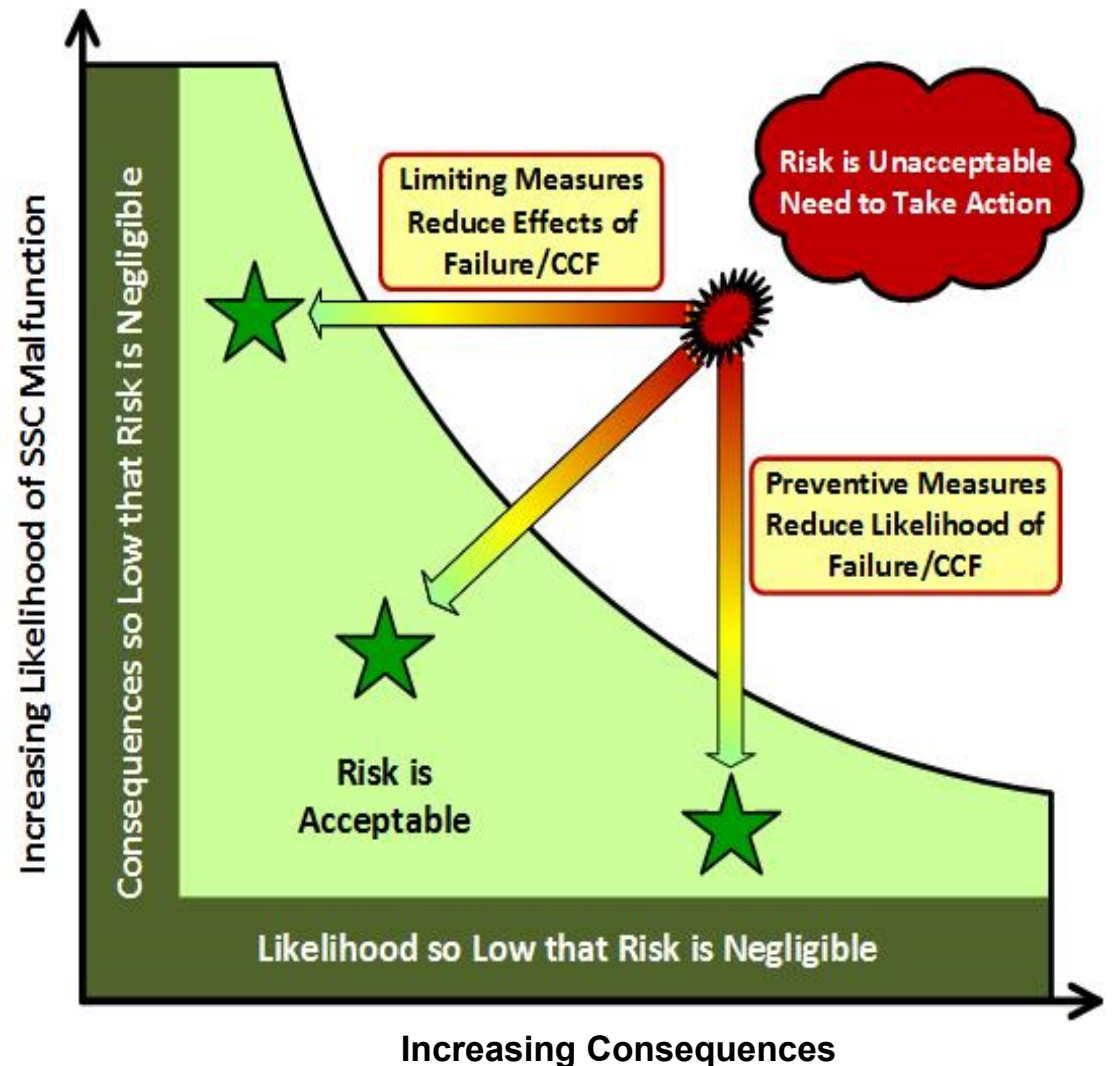 Increasing Likelihood of SSC Malfunction
Consequences so Low that Risk is Negligible
Limiting Measures
Reduce Effects of
Failure/CCF
Risk is Unacceptable
Need to Take Action
Preventive Measures
Reduce Likelihood of
Failure/CCF
Risk is
Acceptable
Likelihood so Low that Risk is Negligible
Increasing Consequences